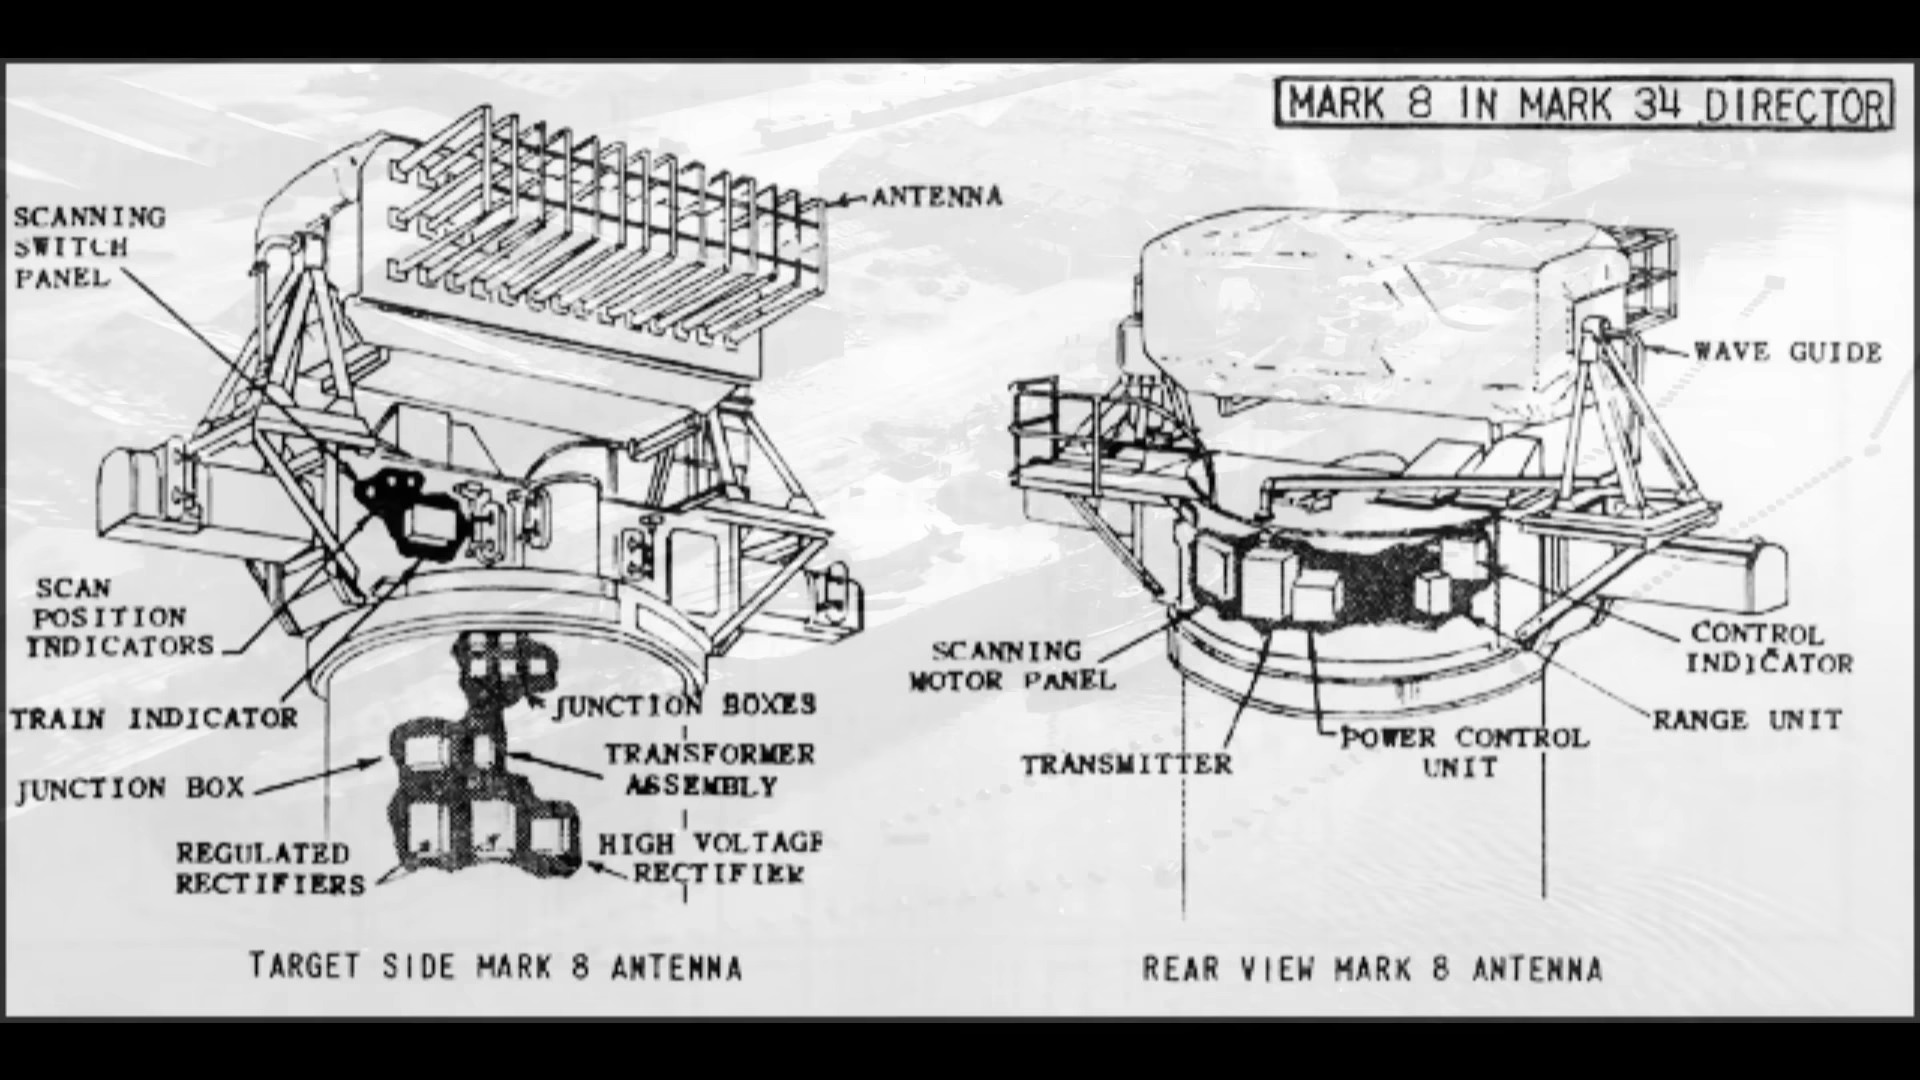 MARK 8 IN MARK 34 DIRECTOR
ANTENNA
SCANNING
SWITCH
PANEL
SCAN
POSITION
INDICATORS
TRAIN INDICATOR
JUNCTION BOX
REGULATED
RECTIFIERS
JUNCTION BOXES
TRANSFORMER
ASSEMBLY
HIGH VOLTAGE
RECTIFIER
TARGET SIDE MARK 8 ANTENNA
WAVE GUIDE
SCANNING
MOTOR PANEL
TRANSMITTER
POWER CONTROL
UNIT
CONTROL
INDICATOR
RANGE UNIT
REAR VIEW MARK 8 ANTENNA